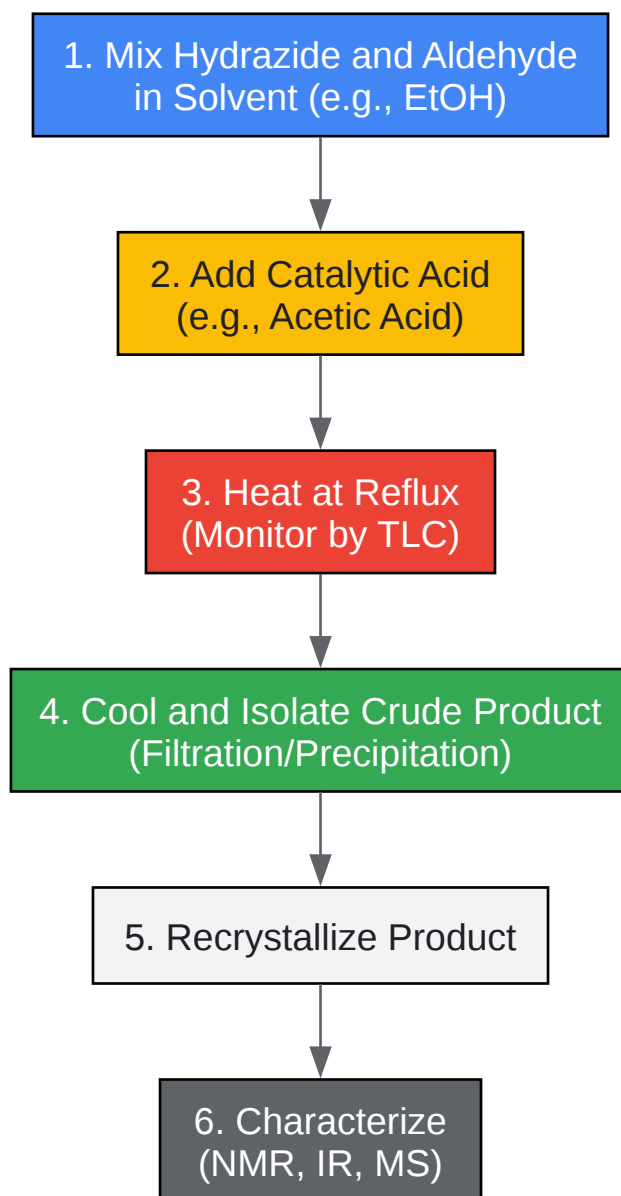 1. Mix Hydrazide and Aldehyde
in Solvent (e.g., EtOH)
2. Add Catalytic Acid
(e.g., Acetic Acid)
3. Heat at Reflux
(Monitor by TLC)
4. Cool and Isolate Crude Product
(Filtration/Precipitation)
5. Recrystallize Product
6. Characterize
(NMR, IR, MS)